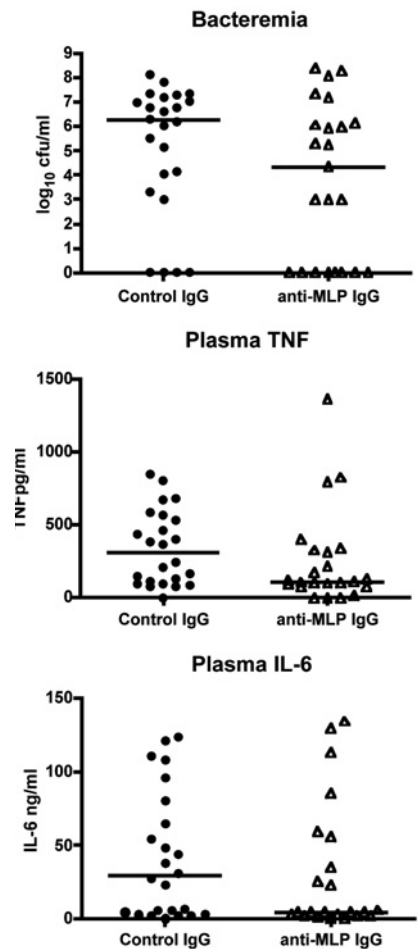 Bacteremia
9
8
7
6
5
4
3
2
1
0
log10 cfu/ml
Control IgG anti-MLP IgG
Plasma TNF
1500
1000
500
0
TNFpg/ml
Control IgG anti-MLP IgG
Plasma IL-6
150
100
50
0
IL-6 ng/ml
Control IgG anti-MLP IgG